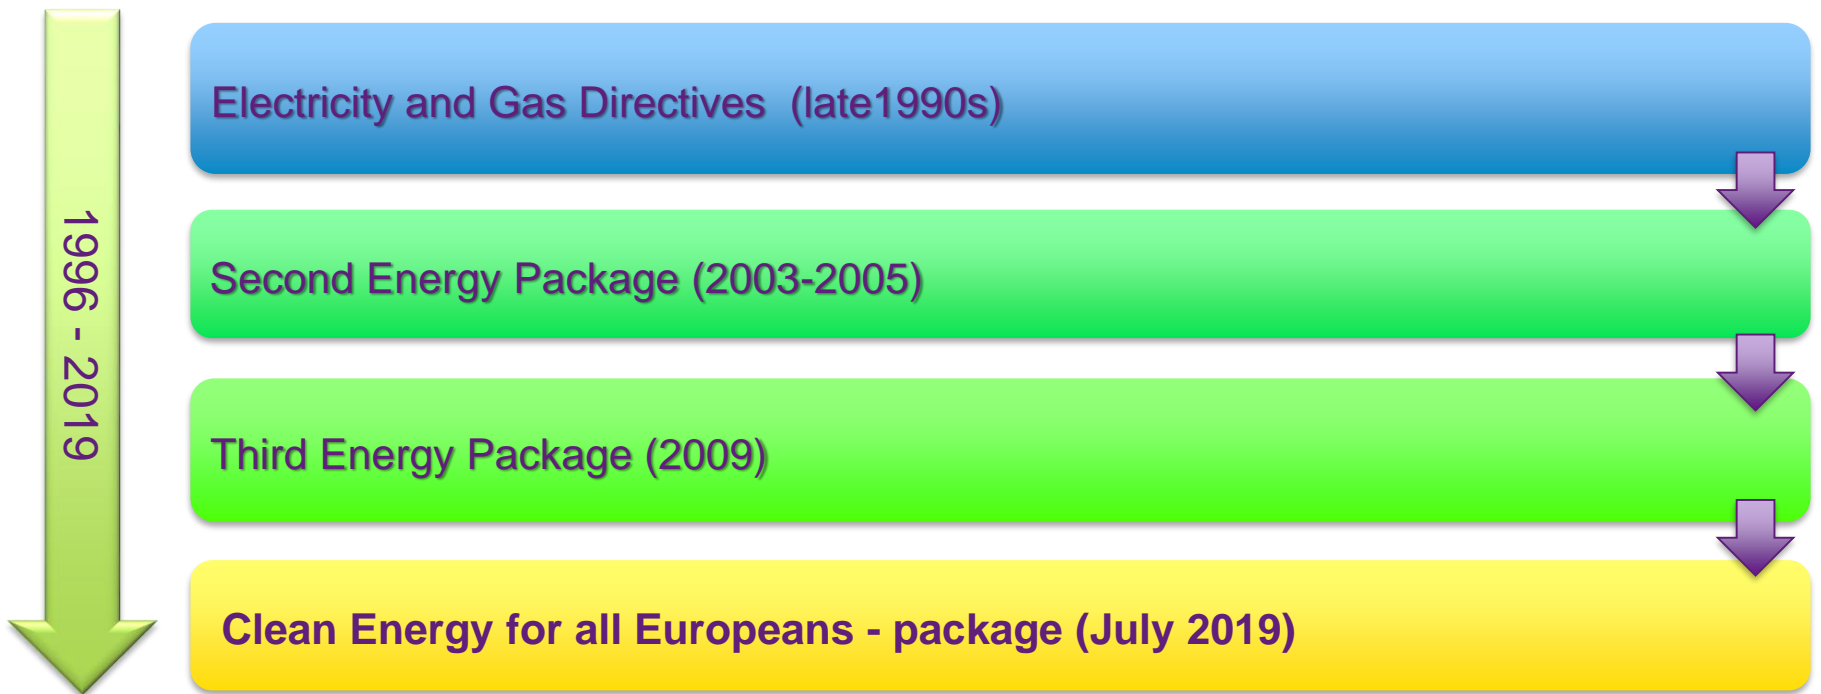 1996 - 2019
Electricity and Gas Directives  (late1990s)
Second Energy Package (2003-2005)
Third Energy Package (2009)
Clean Energy for all Europeans - package (July 2019)